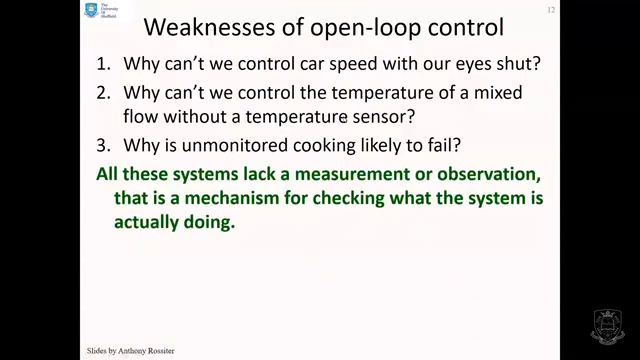 The
University
Of
Sheffield.
12
Weaknesses of open-loop control
1. Why can't we control car speed with our eyes shut?
2. Why can't we control the temperature of a mixed
flow without a temperature sensor?
3. Why is unmonitored cooking likely to fail?
All these systems lack a measurement or observation,
that is a mechanism for checking what the system is
actually doing.
Slides by Anthony Rossiter